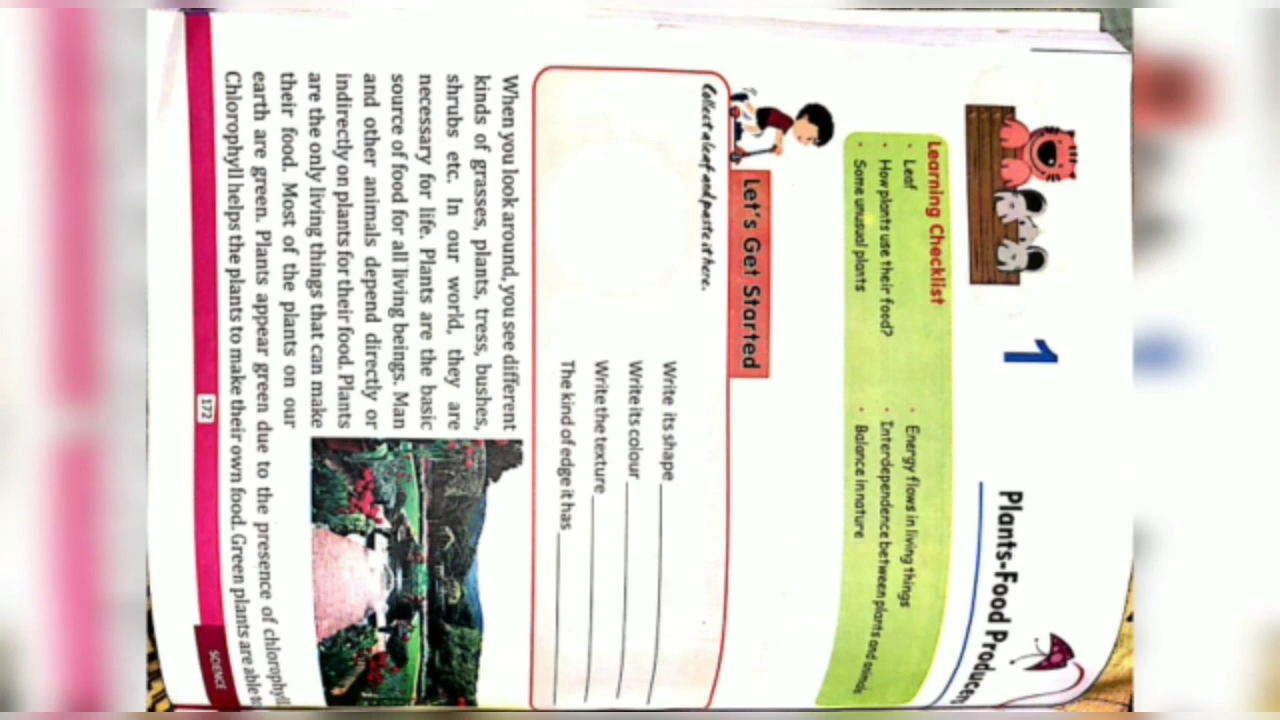 1
Plants-Food Producers
Learning Checklist
• Leaf
• How plants use their food?
• Some unusual plants
• Energy flows in living things
• Interdependence between plants and animals
• Balance in nature
Let's Get Started
Collect a leaf and paste it here.
Write its shape
Write its colour
Write the texture
The kind of edge it has
When you look around, you see different
kinds of grasses, plants, tress, bushes,
shrubs etc. In our world, they are
necessary for life. Plants are the basic
source of food for all living beings. Man
and other animals depend directly or
indirectly on plants for their food. Plants
are the only living things that can make
their food. Most of the plants on our
earth are green. Plants appear green due to the presence of chlorophyll.
Chlorophyll helps the plants to make their own food. Green plants are able to
172
SCIENCE